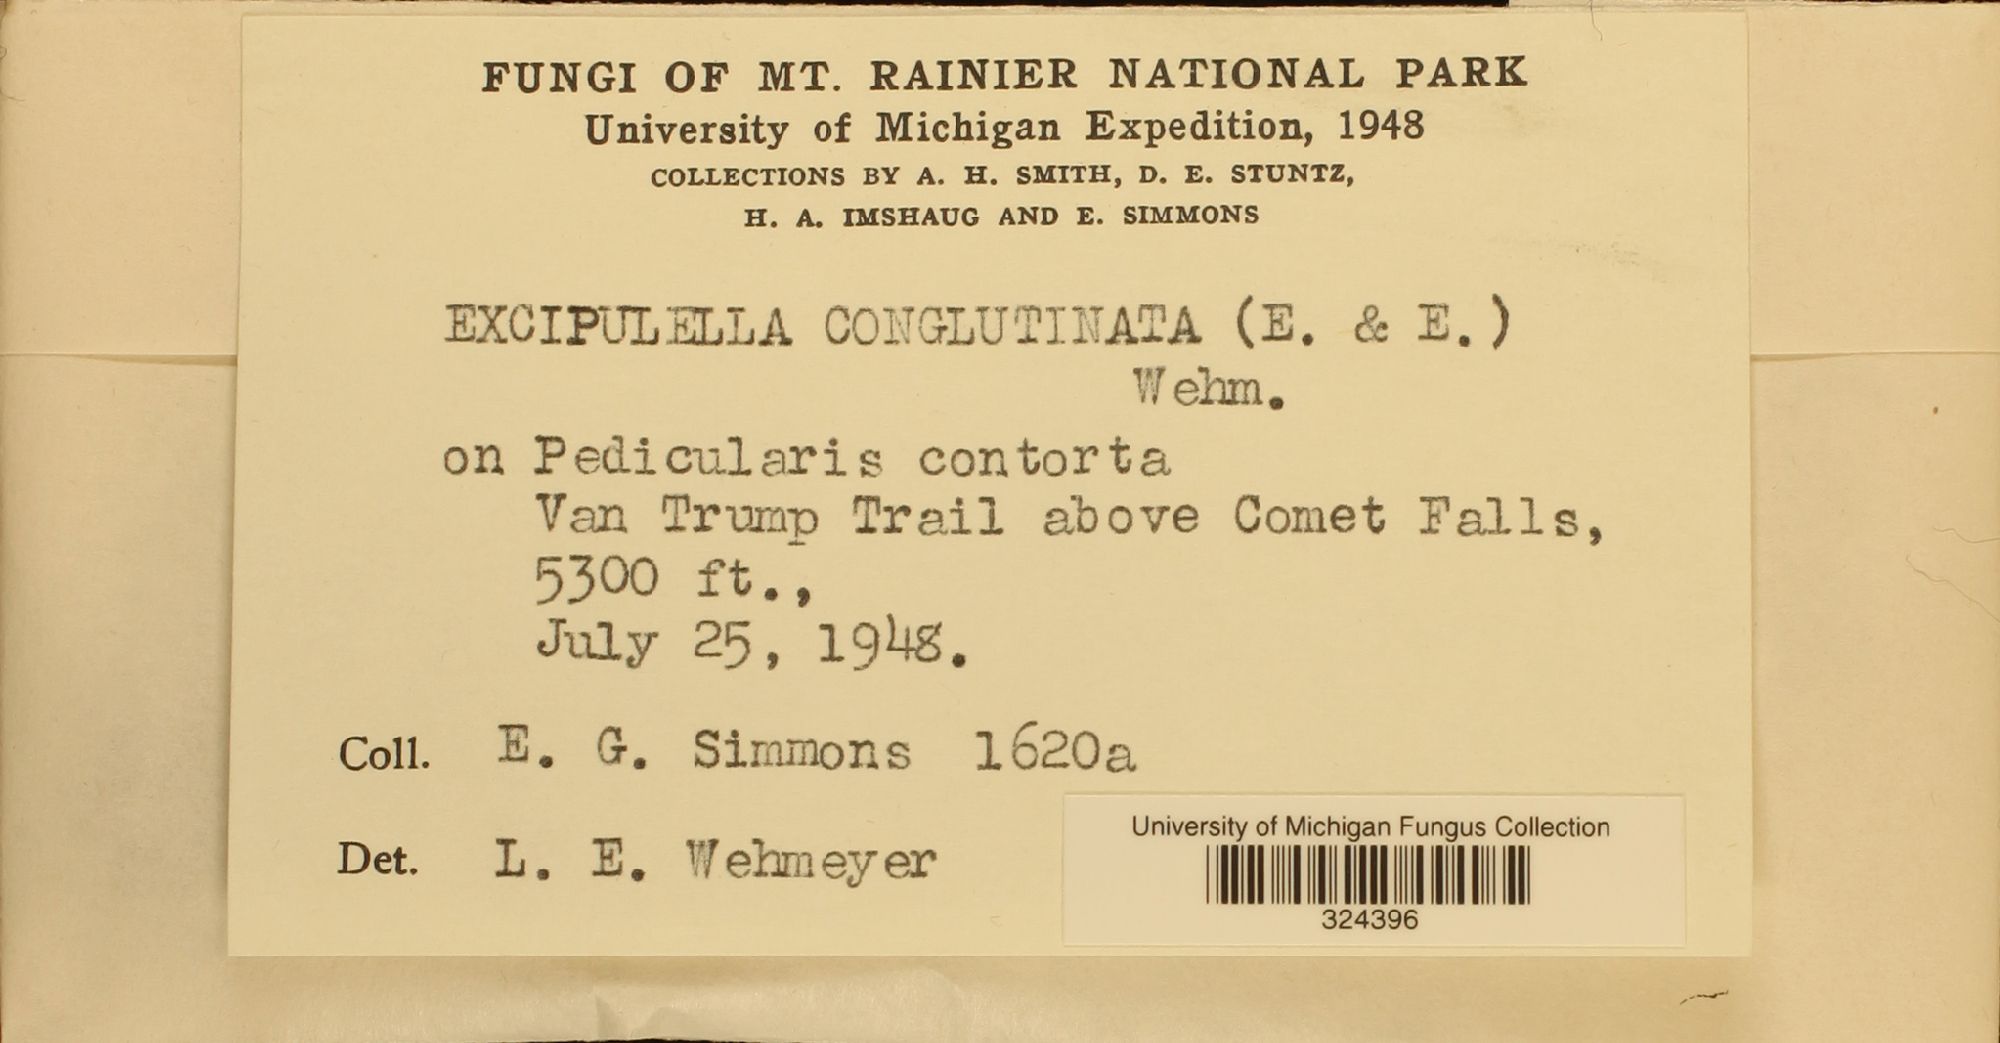 FUNGI OF MT. RAINIER NATIONAL PARK
University of Michigan Expedition, 1948
COLLECTIONS BY A. H. SMITH, D. E. STUNTZ,
H. A. IMSHAUG AND E. SIMMONS
EXCIPULELLA CONGLUTINATA (E. & E.)
Wehm.
on Pedicularis contorta
Van Trump Trail above Comet Falls,
5300 ft.,
July 25, 1948.
Coll. E. G. Simmons 1620a
Det. L. E. Wehmeyer
University of Michigan Fungus Collection
324396